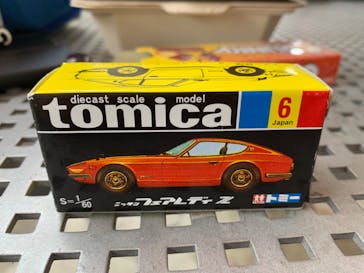 diecast scale model
tomica
6
Japan
S=1/60
ニッサン フェアレディZ
トミー